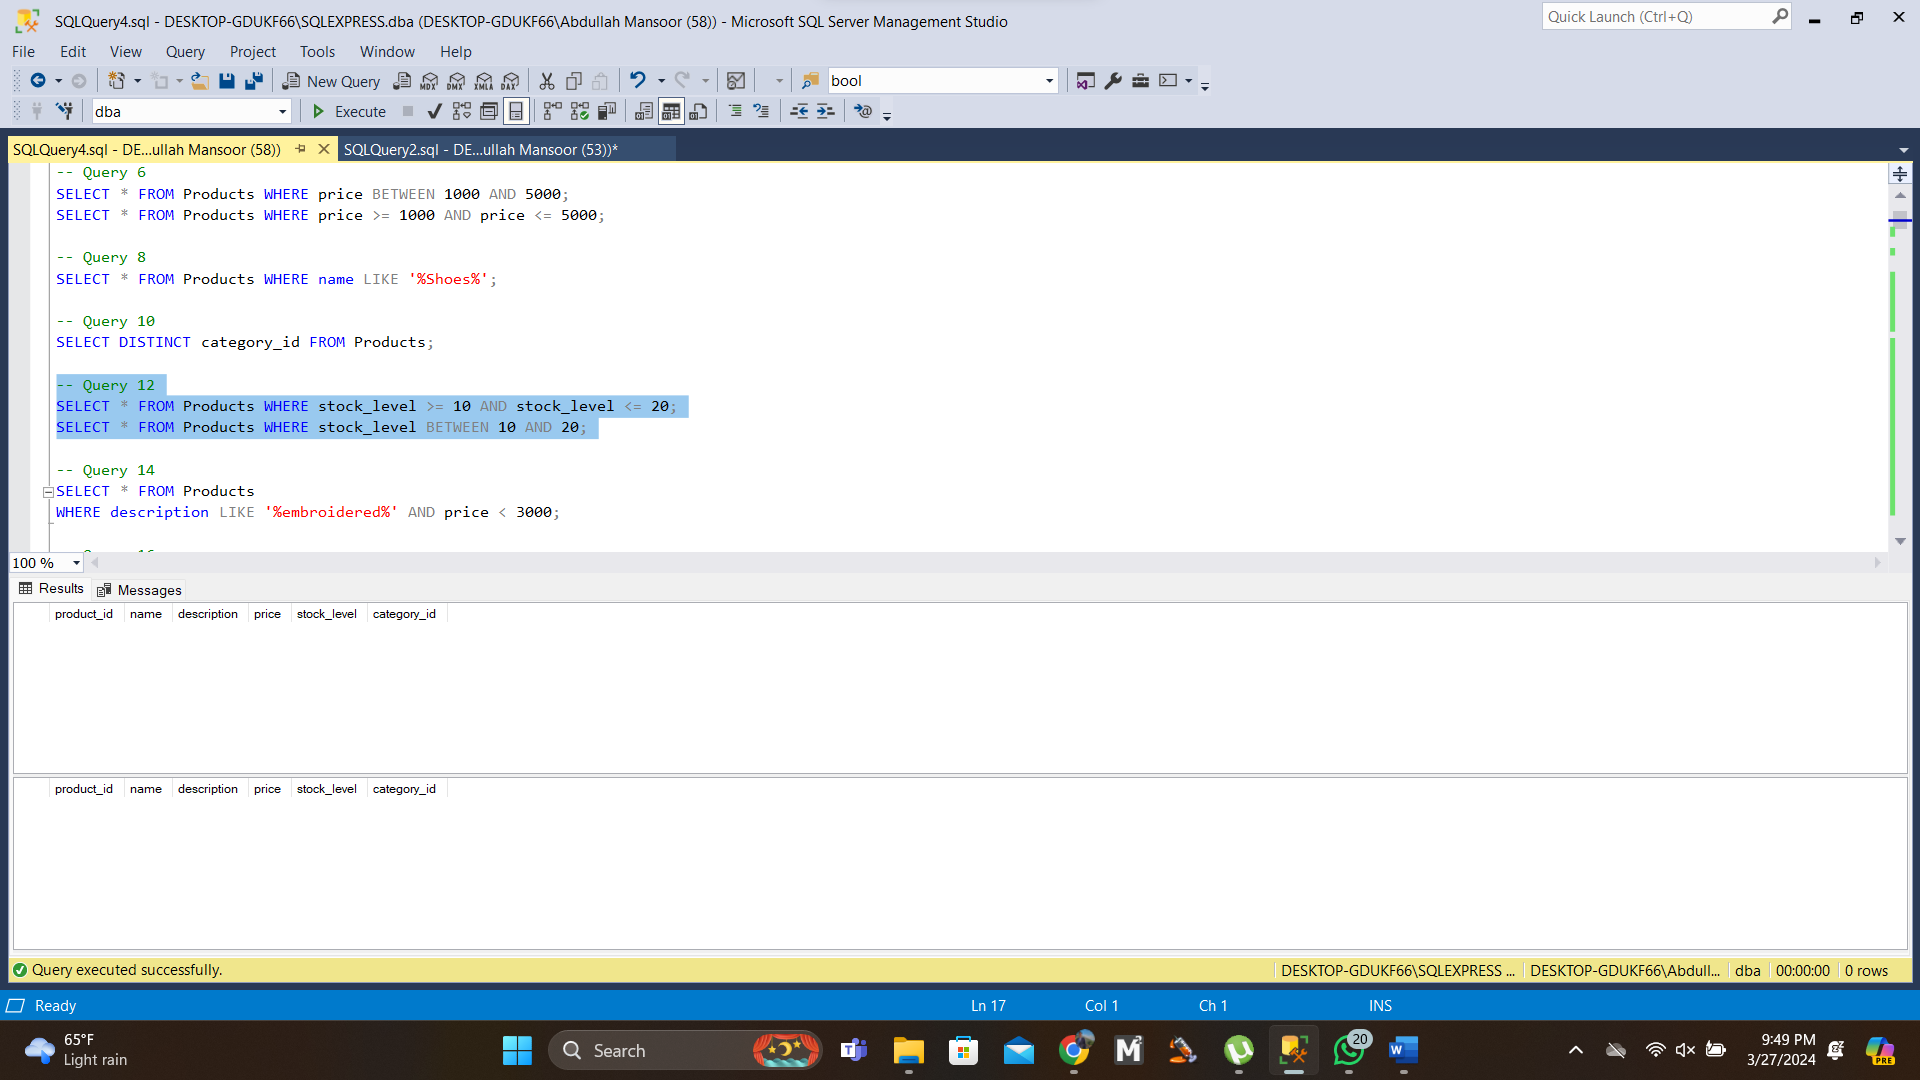 SQLQuery4.sql - DESKTOP-GDUKF66\SQLEXPRESS.dba (DESKTOP-GDUKF66\Abdullah Mansoor (58)) - Microsoft SQL Server Management Studio
Quick Launch (Ctrl+Q)
File Edit View Query Project Tools Window Help
New Query MDX DMX XMLA DAX bool
dba Execute
SQLQuery4.sql - DE...ullah Mansoor (58)) SQLQuery2.sql - DE...ullah Mansoor (53))*
-- Query 6
SELECT * FROM Products WHERE price BETWEEN 1000 AND 5000;
SELECT * FROM Products WHERE price >= 1000 AND price <= 5000;
-- Query 8
SELECT * FROM Products WHERE name LIKE '%Shoes%';
-- Query 10
SELECT DISTINCT category_id FROM Products;
-- Query 12
SELECT * FROM Products WHERE stock_level >= 10 AND stock_level <= 20;
SELECT * FROM Products WHERE stock_level BETWEEN 10 AND 20;
-- Query 14
SELECT * FROM Products
WHERE description LIKE '%embroidered%' AND price < 3000;
100 %
Results Messages
product_id name description price stock_level category_id
product_id name description price stock_level category_id
Query executed successfully. DESKTOP-GDUKF66\SQLEXPRESS ... DESKTOP-GDUKF66\Abdull... dba 00:00:00 0 rows
Ready Ln 17 Col 1 Ch 1 INS
65°F
Light rain
Search
20
9:49 PM
3/27/2024
PRE